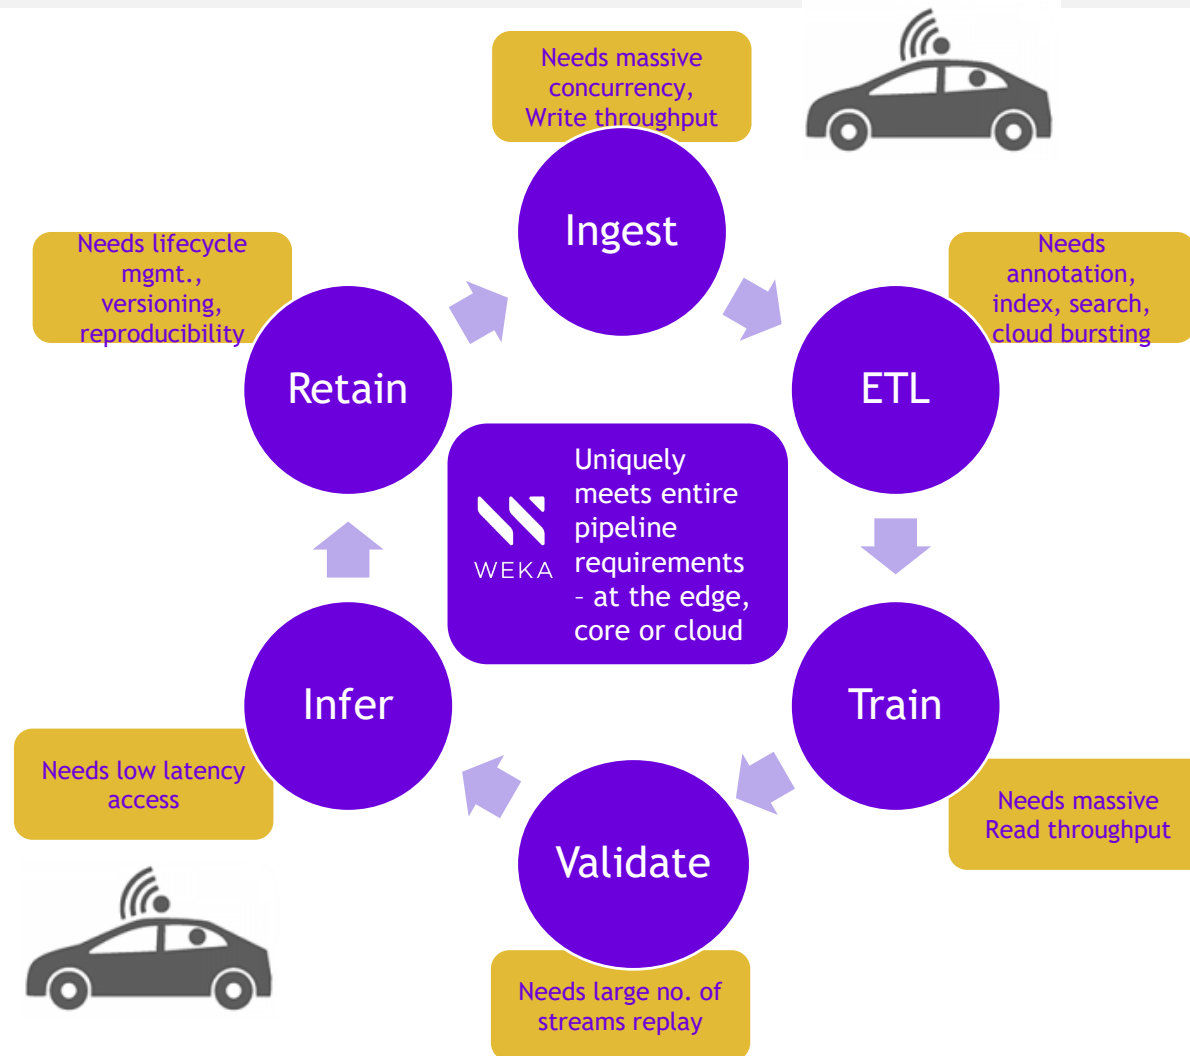 Needs massive
concurrency,
Write throughput
Ingest
Needs lifecycle
mgmt.,
versioning,
reproducibility
Needs
annotation,
index, search,
cloud bursting
Retain
ETL
WEKA
Uniquely
meets entire
pipeline
requirements
– at the edge,
core or cloud
Infer
Train
Needs low latency
access
Needs massive
Read throughput
Validate
Needs large no. of
streams replay